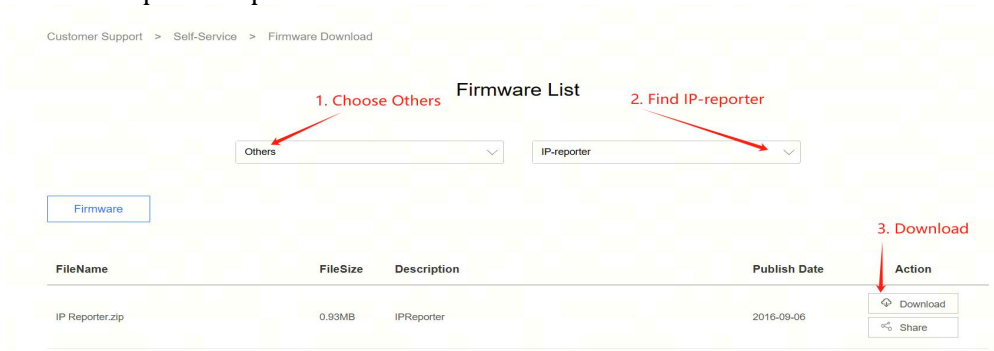 Customer Support > Self-Service > Firmware Download
Firmware List
1. Choose Others
2. Find IP-reporter
Others
IP-reporter
Firmware
3. Download
FileName FileSize Description Publish Date Action
IP Reporter.zip 0.93MB IPReporter 2016-09-06
Download
Share